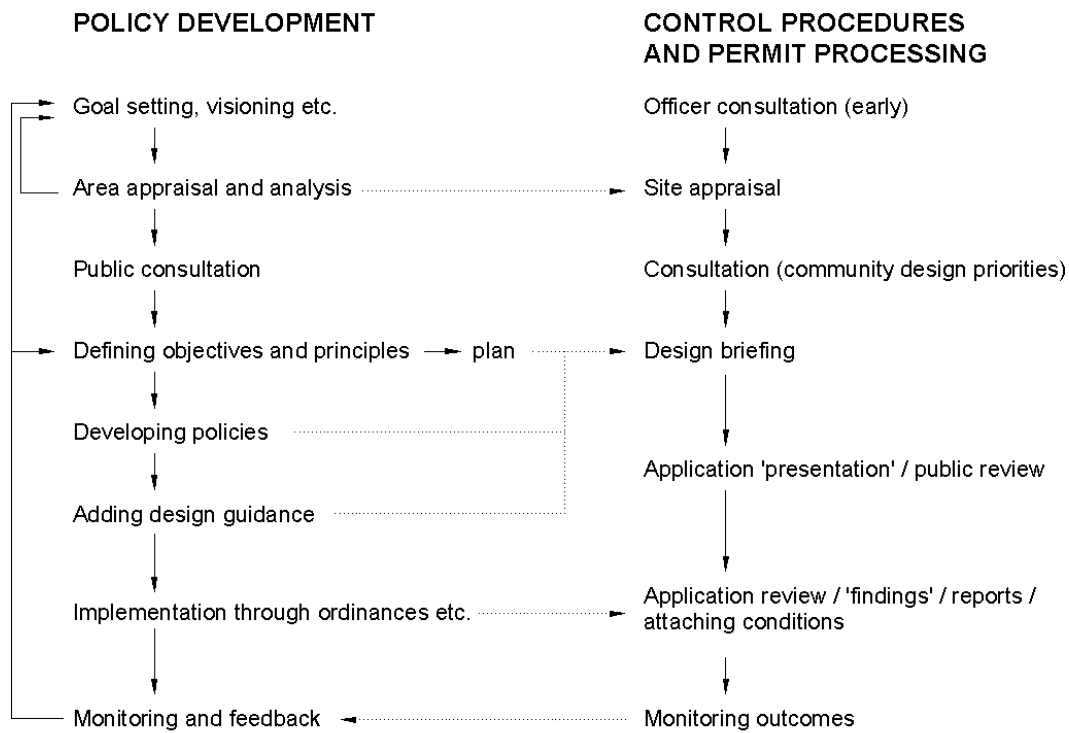 POLICY DEVELOPMENT
Goal setting, visioning etc.
Area appraisal and analysis
Public consultation
Defining objectives and principles
plan
Developing policies
Adding design guidance
Implementation through ordinances etc.
Monitoring and feedback
CONTROL PROCEDURES
AND PERMIT PROCESSING
Officer consultation (early)
Site appraisal
Consultation (community design priorities)
Design briefing
Application 'presentation' / public review
Application review / 'findings' / reports /
attaching conditions
Monitoring outcomes